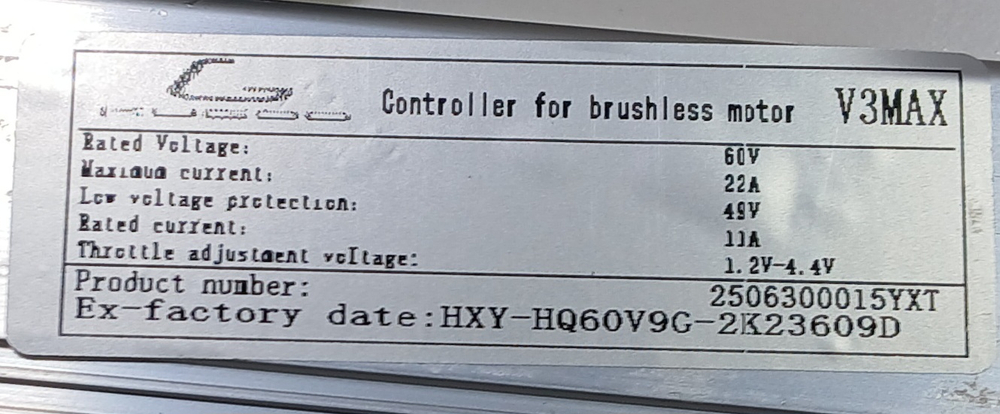 Controller for brushless motor V3MAX
Rated Voltage: 60V
Maximum current: 22A
Low voltage protection: 49V
Rated current: 11A
Throttle adjustment voltage: 1.2V-4.4V
Product number: 2506300015YXT
Ex-factory date:HXY-HQ60V9G-2K23609D